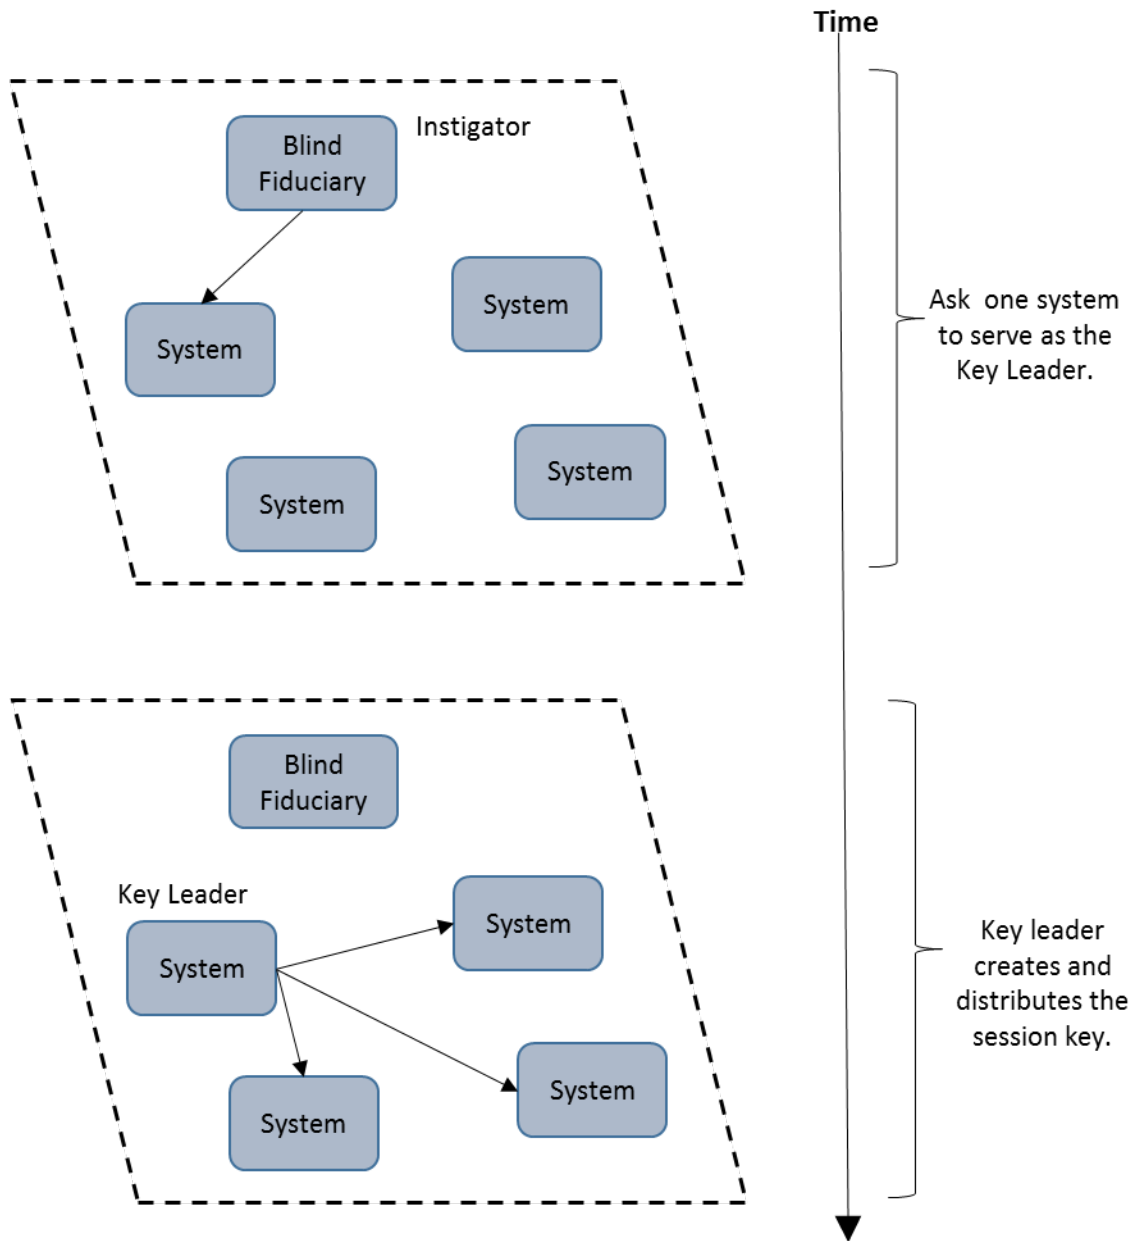 Time
Blind
Fiduciary
Instigator
System
System
System
System
Ask one system
to serve as the
Key Leader.
Blind
Fiduciary
Key Leader
System
System
System
System
Key leader
creates and
distributes the
session key.